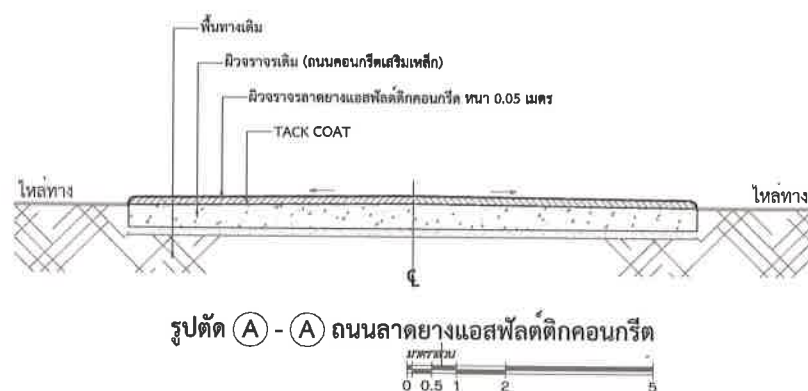 พื้นทางเดิม
ผิวจราจรเดิม (ถนนคอนกรีตเสริมเหล็ก)
ผิวจราจรลาดยางแอสฟัลต์ติกคอนกรีต หนา 0.05 เมตร
TACK COAT
ไหล่ทาง ไหล่ทาง
℄
รูปตัด A - A ถนนลาดยางแอสฟัลต์ติกคอนกรีต
มาตราส่วน
0 0.5 1 2 5